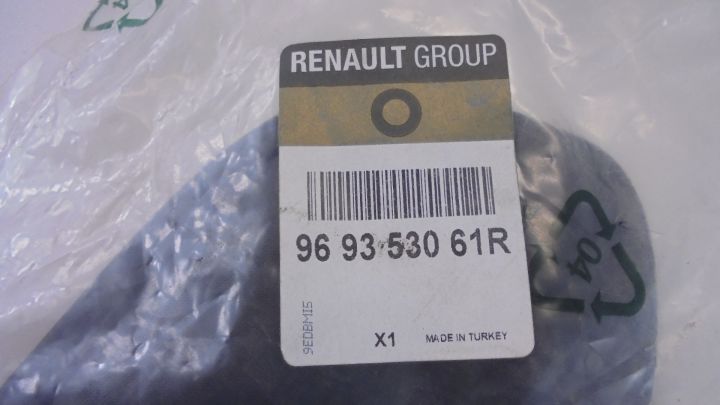 RENAULT GROUP
96 93 530 61R
9EDBMI5
X1
MADE IN TURKEY
04